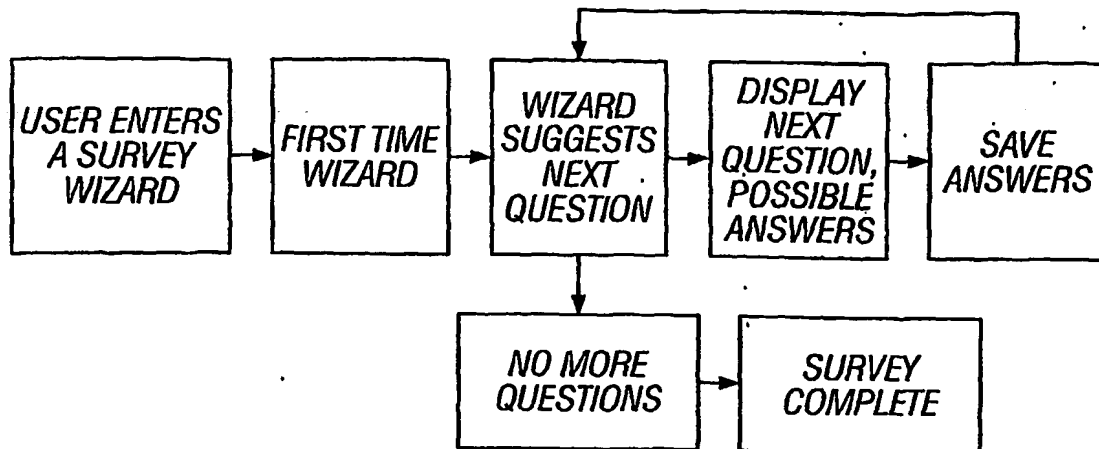 USER ENTERS
A SURVEY
WIZARD
FIRST TIME
WIZARD
WIZARD
SUGGESTS
NEXT
QUESTION
DISPLAY
NEXT
QUESTION,
POSSIBLE
ANSWERS
SAVE
ANSWERS
NO MORE
QUESTIONS
SURVEY
COMPLETE